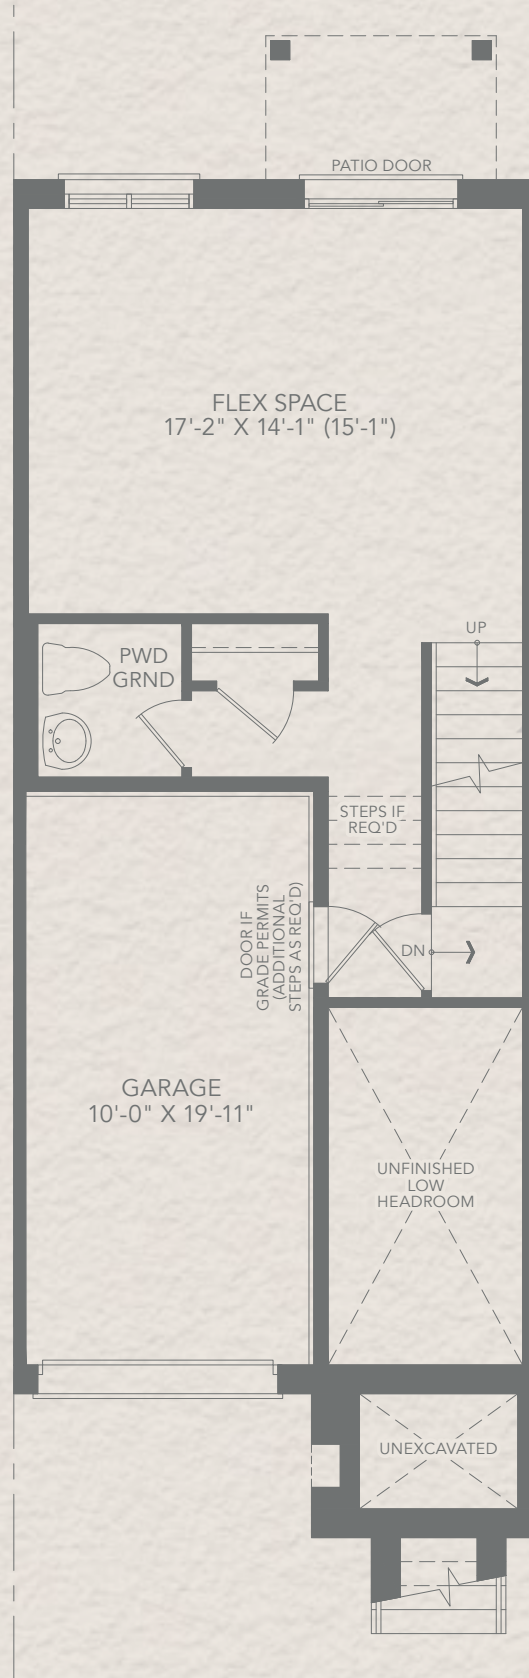 PATIO DOOR
FLEX SPACE
17'-2" X 14'-1" (15'-1")
UP
PWD
GRND
STEPS IF
REQ'D
DOOR IF
GRADE PERMITS
(ADDITIONAL
STEPS AS REQ'D)
DN
GARAGE
10'-0" X 19'-11"
UNFINISHED
LOW
HEADROOM
UNEXCAVATED